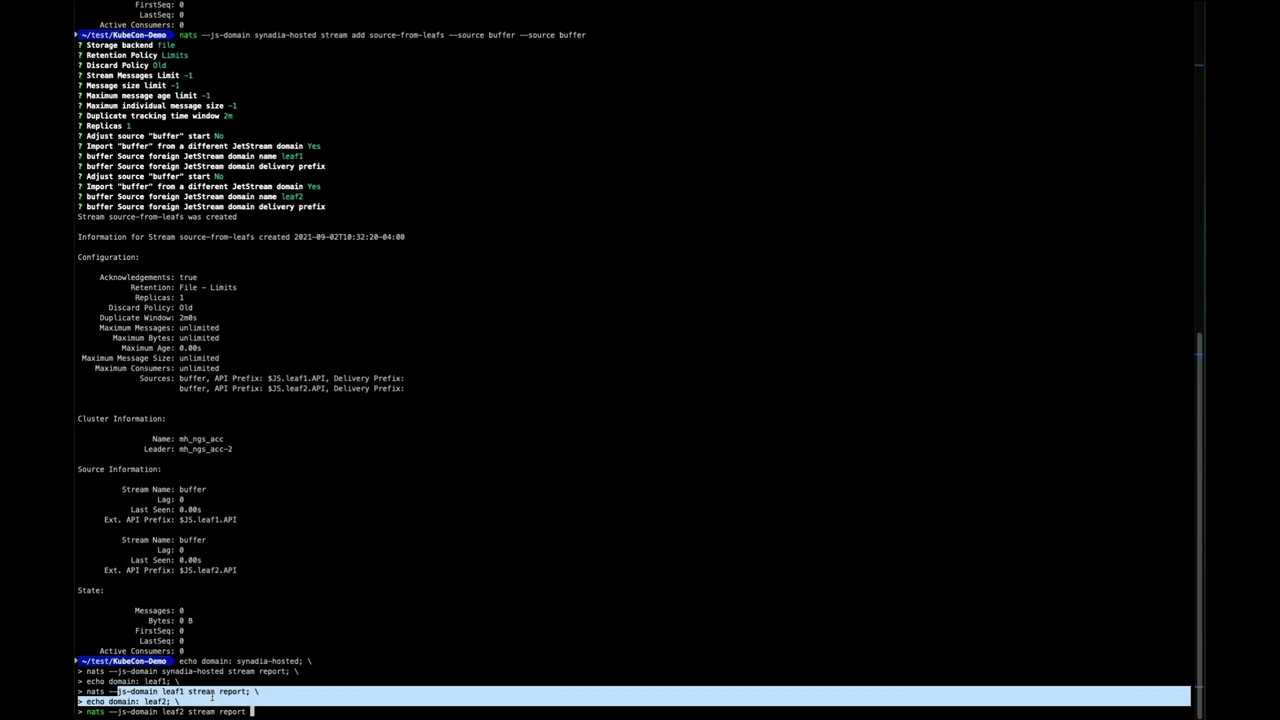 FirstSeq: 0
LastSeq: 0
Active Consumers: 0
~/test/KubeCon-Demo nats --js-domain synadia-hosted stream add source-from-leafs --source buffer --source buffer
? Storage backend file
? Retention Policy Limits
? Discard Policy Old
? Stream Messages Limit -1
? Message size limit -1
? Maximum message age limit -1
? Maximum individual message size -1
? Duplicate tracking time window 2m
? Replicas 1
? Adjust source "buffer" start No
? Import "buffer" from a different JetStream domain Yes
? buffer Source foreign JetStream domain name leaf1
? buffer Source foreign JetStream domain delivery prefix
? Adjust source "buffer" start No
? Import "buffer" from a different JetStream domain Yes
? buffer Source foreign JetStream domain name leaf2
? buffer Source foreign JetStream domain delivery prefix
Stream source-from-leafs was created
Information for Stream source-from-leafs created 2021-09-02T10:32:20-04:00
Configuration:
Acknowledgements: true
Retention: File - Limits
Replicas: 1
Discard Policy: Old
Duplicate Window: 2m0s
Maximum Messages: unlimited
Maximum Bytes: unlimited
Maximum Age: 0.00s
Maximum Message Size: unlimited
Maximum Consumers: unlimited
Sources: buffer, API Prefix: $JS.leaf1.API, Delivery Prefix:
buffer, API Prefix: $JS.leaf2.API, Delivery Prefix:
Cluster Information:
Name: mh_ngs_acc
Leader: mh_ngs_acc-2
Source Information:
Stream Name: buffer
Lag: 0
Last Seen: 0.00s
Ext. API Prefix: $JS.leaf1.API
Stream Name: buffer
Lag: 0
Last Seen: 0.00s
Ext. API Prefix: $JS.leaf2.API
State:
Messages: 0
Bytes: 0 B
FirstSeq: 0
LastSeq: 0
Active Consumers: 0
~/test/KubeCon-Demo echo domain: synadia-hosted; \
> nats --js-domain synadia-hosted stream report; \
> echo domain: leaf1; \
> nats --js-domain leaf1 stream report; \
> echo domain: leaf2; \
> nats --js-domain leaf2 stream report